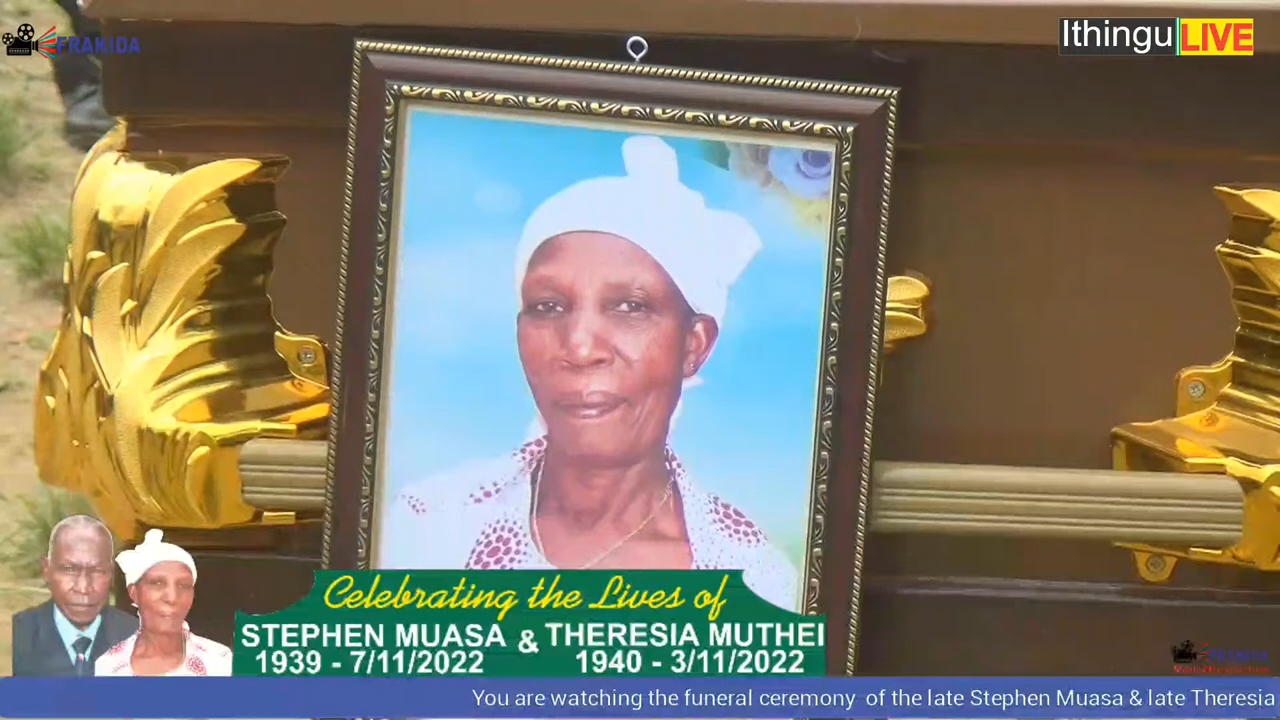 FRAKIDA
Ithingu LIVE
Celebrating the Lives of
STEPHEN MUASA & THERESIA MUTHEI
1939 - 7/11/2022 1940 - 3/11/2022
FRAKIDA
You are watching the funeral ceremony of the late Stephen Muasa & late Theresia